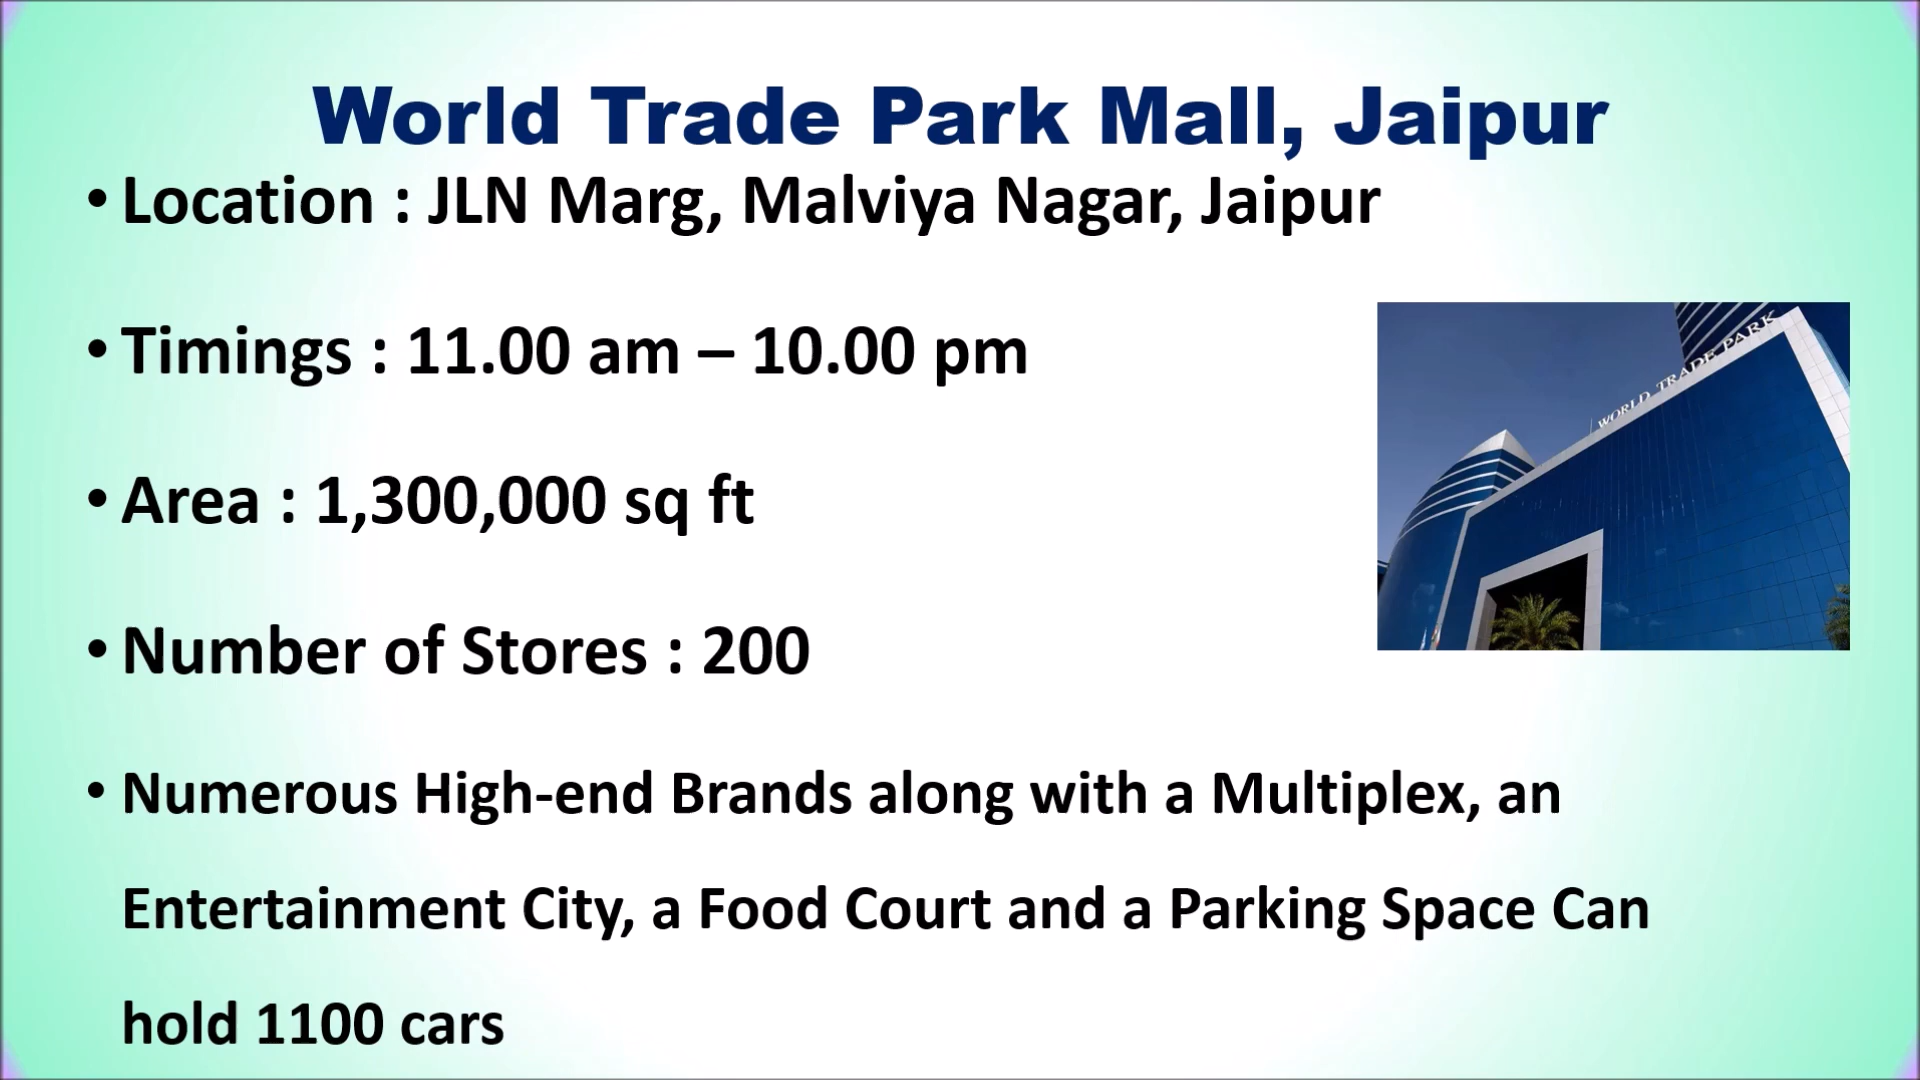 World Trade Park Mall, Jaipur
• Location : JLN Marg, Malviya Nagar, Jaipur
• Timings : 11.00 am – 10.00 pm
WORLD TRADE PARK
• Area : 1,300,000 sq ft
• Number of Stores : 200
• Numerous High-end Brands along with a Multiplex, an
Entertainment City, a Food Court and a Parking Space Can
hold 1100 cars